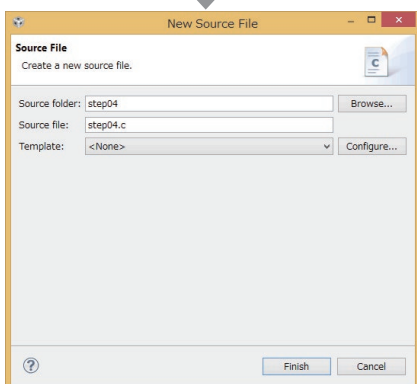 New Source File
Source File
Create a new source file.
c
Source folder: step04 Browse...
Source file: step04.c
Template: <None> Configure...
? Finish Cancel